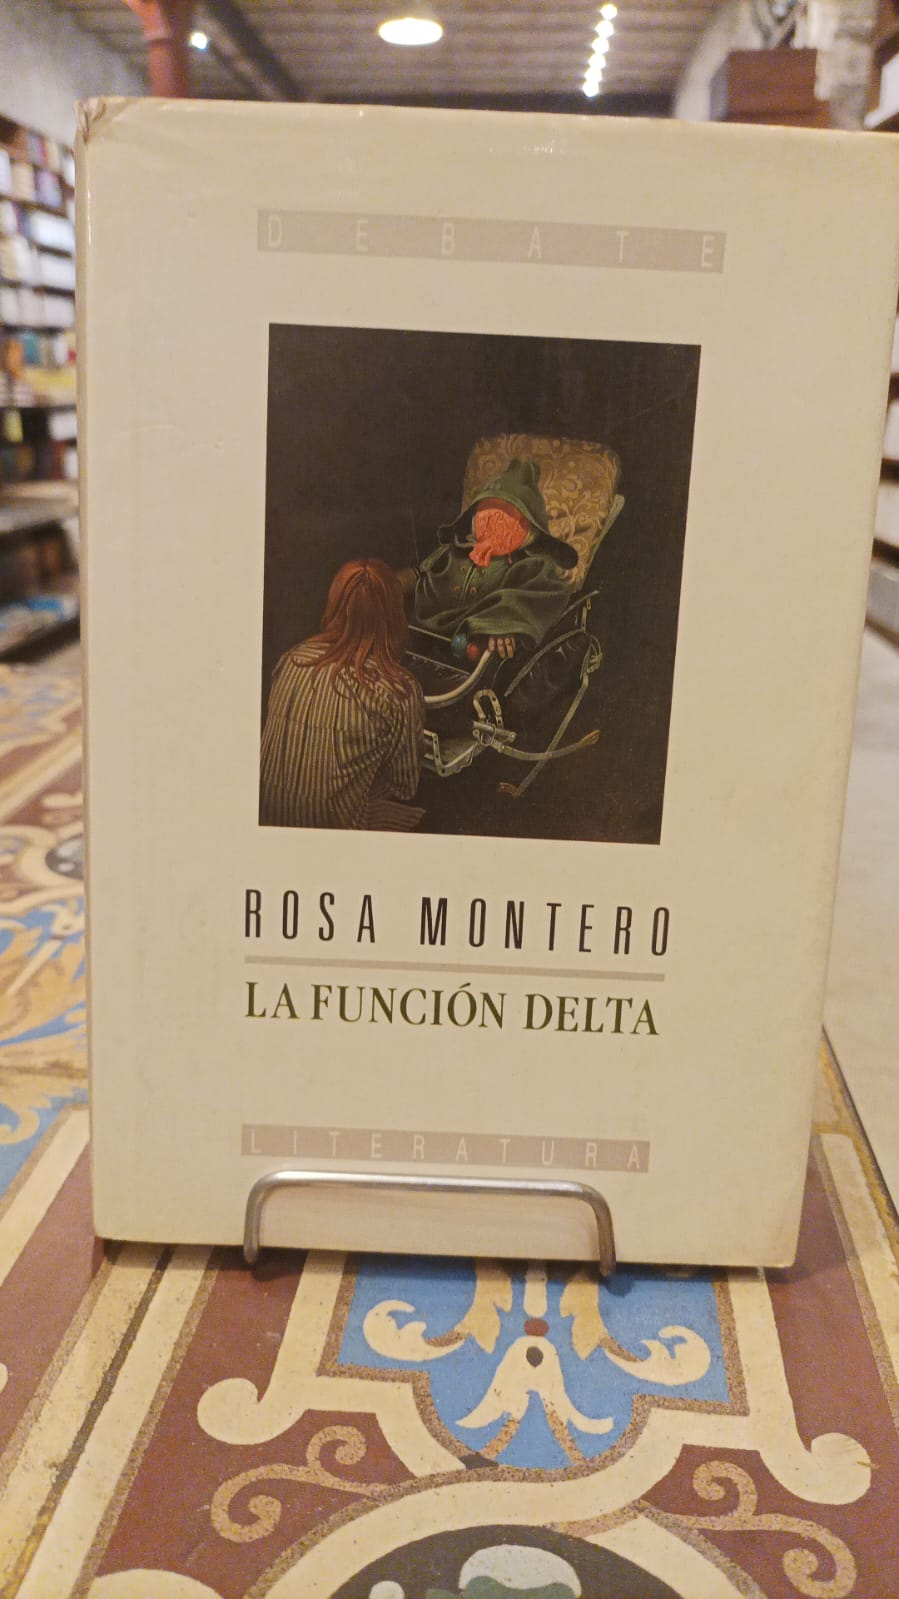 DEBATE
ROSA MONTERO
LA FUNCIÓN DELTA
LITERATURA